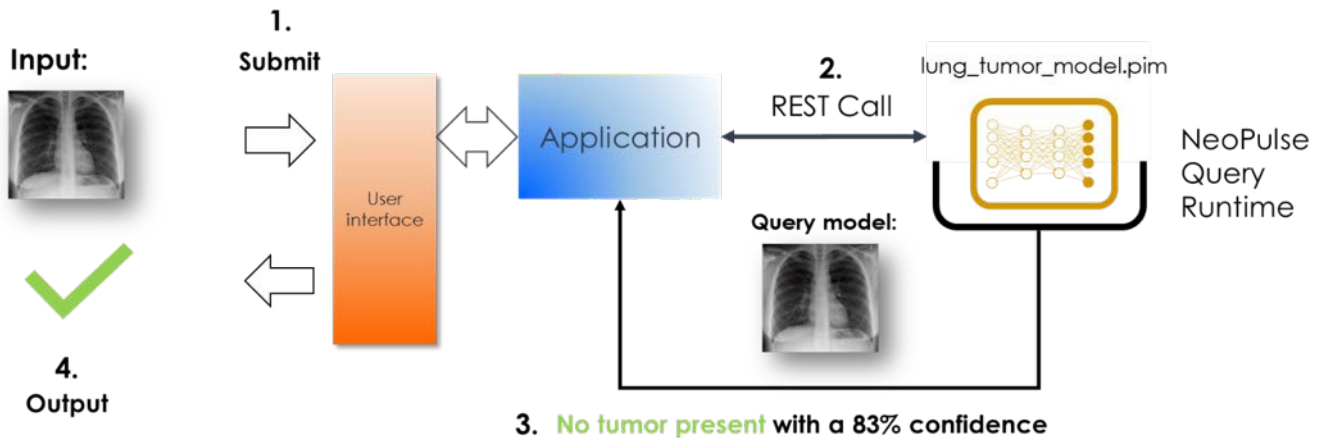 Input:
1.
Submit
User
interface
Application
2.
REST Call
lung_tumor_model.pim
NeoPulse
Query
Runtime
Query model:
3. No tumor present with a 83% confidence
4.
Output